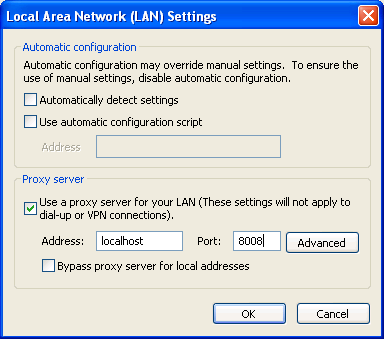 Local Area Network (LAN) Settings
Automatic configuration
Automatic configuration may override manual settings. To ensure the
use of manual settings, disable automatic configuration.
Automatically detect settings
Use automatic configuration script
Address
Proxy server
Use a proxy server for your LAN (These settings will not apply to
dial-up or VPN connections).
Address: localhost Port: 8008 Advanced
Bypass proxy server for local addresses
OK Cancel